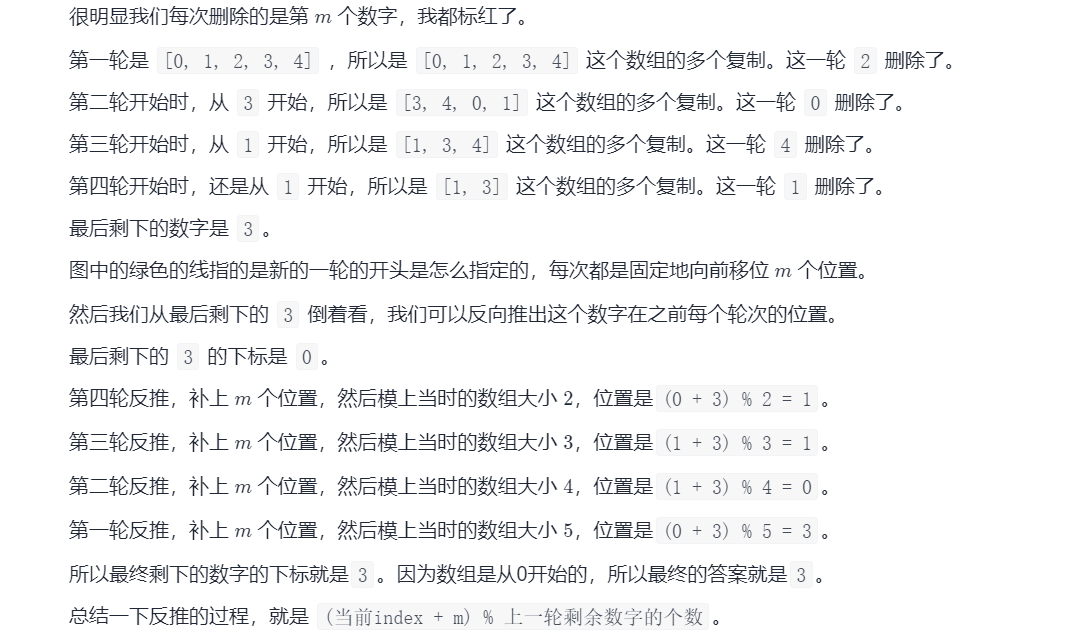 很明显我们每次删除的是第 m 个数字，我都标红了。
第一轮是 [0, 1, 2, 3, 4] ，所以是 [0, 1, 2, 3, 4] 这个数组的多个复制。这一轮 2 删除了。
第二轮开始时，从 3 开始，所以是 [3, 4, 0, 1] 这个数组的多个复制。这一轮 0 删除了。
第三轮开始时，从 1 开始，所以是 [1, 3, 4] 这个数组的多个复制。这一轮 4 删除了。
第四轮开始时，还是从 1 开始，所以是 [1, 3] 这个数组的多个复制。这一轮 1 删除了。
最后剩下的数字是 3 。
图中的绿色的线指的是新的一轮的开头是怎么指定的，每次都是固定地向前移位 m 个位置。
然后我们从最后剩下的 3 倒着看，我们可以反向推出这个数字在之前每个轮次的位置。
最后剩下的 3 的下标是 0 。
第四轮反推，补上 m 个位置，然后模上当时的数组大小 2，位置是 (0 + 3) % 2 = 1 。
第三轮反推，补上 m 个位置，然后模上当时的数组大小 3，位置是 (1 + 3) % 3 = 1 。
第二轮反推，补上 m 个位置，然后模上当时的数组大小 4，位置是 (1 + 3) % 4 = 0 。
第一轮反推，补上 m 个位置，然后模上当时的数组大小 5，位置是 (0 + 3) % 5 = 3 。
所以最终剩下的数字的下标就是 3 。因为数组是从0开始的，所以最终的答案就是 3 。
总结一下反推的过程，就是 (当前index + m) % 上一轮剩余数字的个数 。